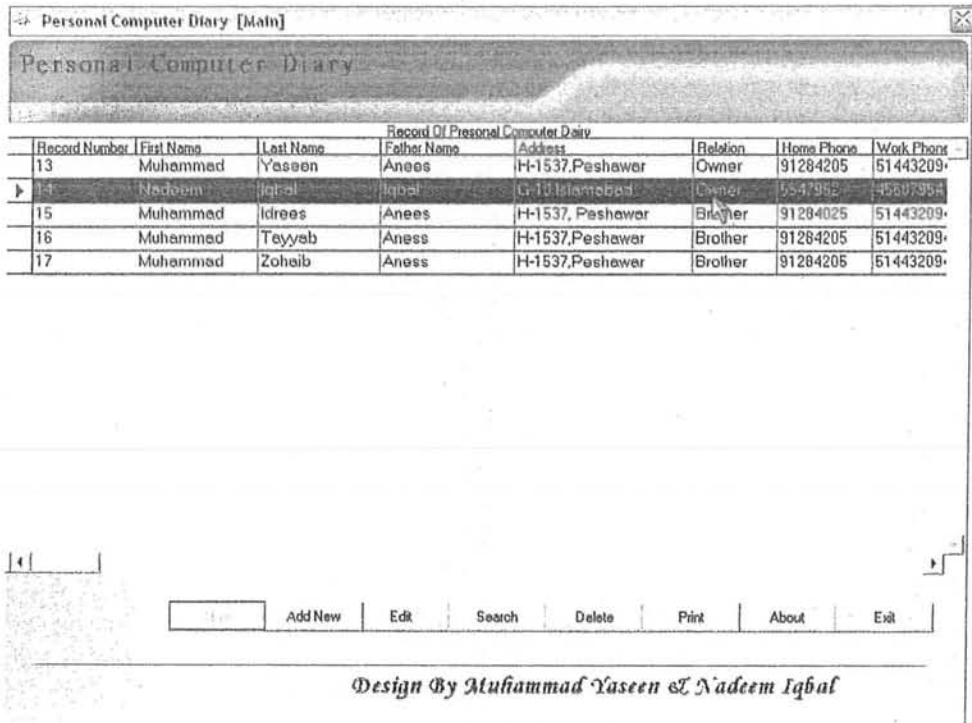 Personal Computer Diary [Main]
Personal Computer Diary
Record Of Presonal Computer Dairy
Record Number First Name Last Name Father Name Address Relation Home Phone Work Phone
13 Muhammad Yaseen Anees H-1537,Peshawar Owner 91284205 51443209
14 Nadeem Iqbal Iqbal G-10 Islamabad Owner
15 Muhammad Idrees Anees H-1537, Peshawar Brother 91284025 51443209
16 Muhammad Tayyab Aness H-1537,Peshawar Brother 91284205 51443209
17 Muhammad Zohaib Aness H-1537,Peshawar Brother 91284205 51443209
Add New Edit Search Delete Print About Exit
Design By Muhammad Yaseen & Nadeem Iqbal